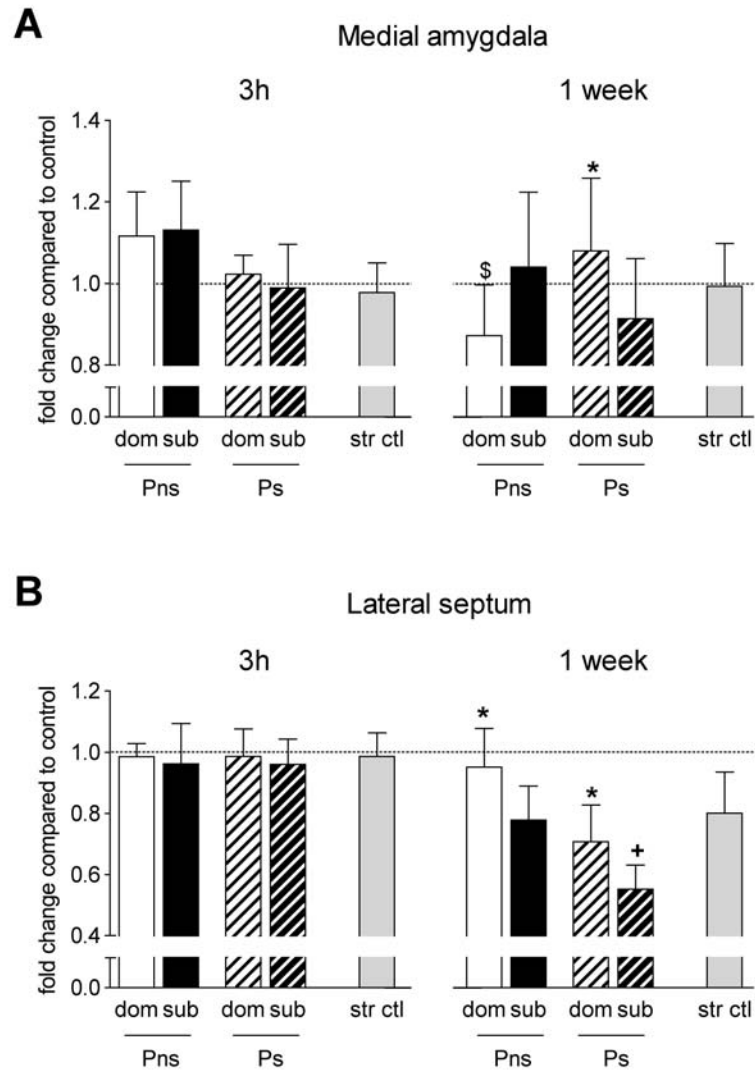 A
Medial amygdala
3h
1 week
fold change compared to control
1.4
1.2
1.0
0.8
0.0
$
*
dom sub
dom sub
str ctl
dom sub
dom sub
str ctl
Pns
Ps
Pns
Ps
B
Lateral septum
3h
1 week
fold change compared to control
1.2
1.0
0.8
0.6
0.4
0.0
*
*
+
dom sub
dom sub
str ctl
dom sub
dom sub
str ctl
Pns
Ps
Pns
Ps